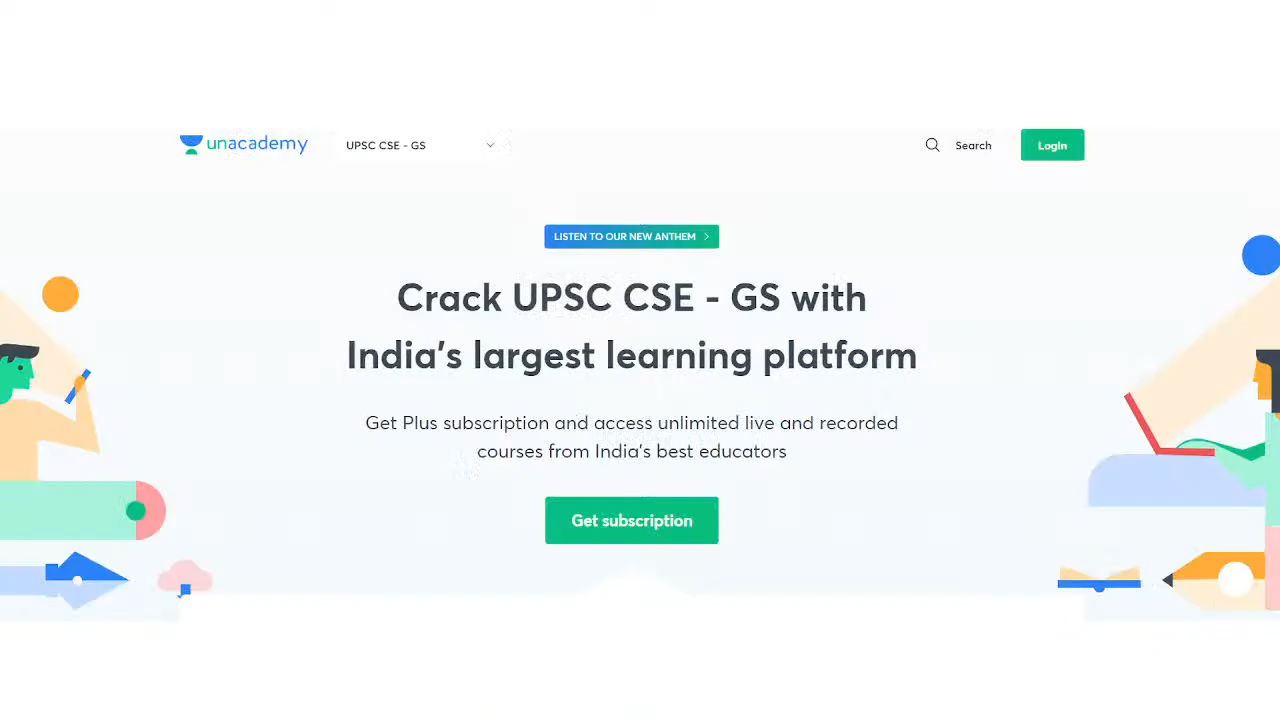 unacademy
UPSC CSE - GS
Search
Login
LISTEN TO OUR NEW ANTHEM
Crack UPSC CSE - GS with
India's largest learning platform
Get Plus subscription and access unlimited live and recorded
courses from India's best educators
Get subscription